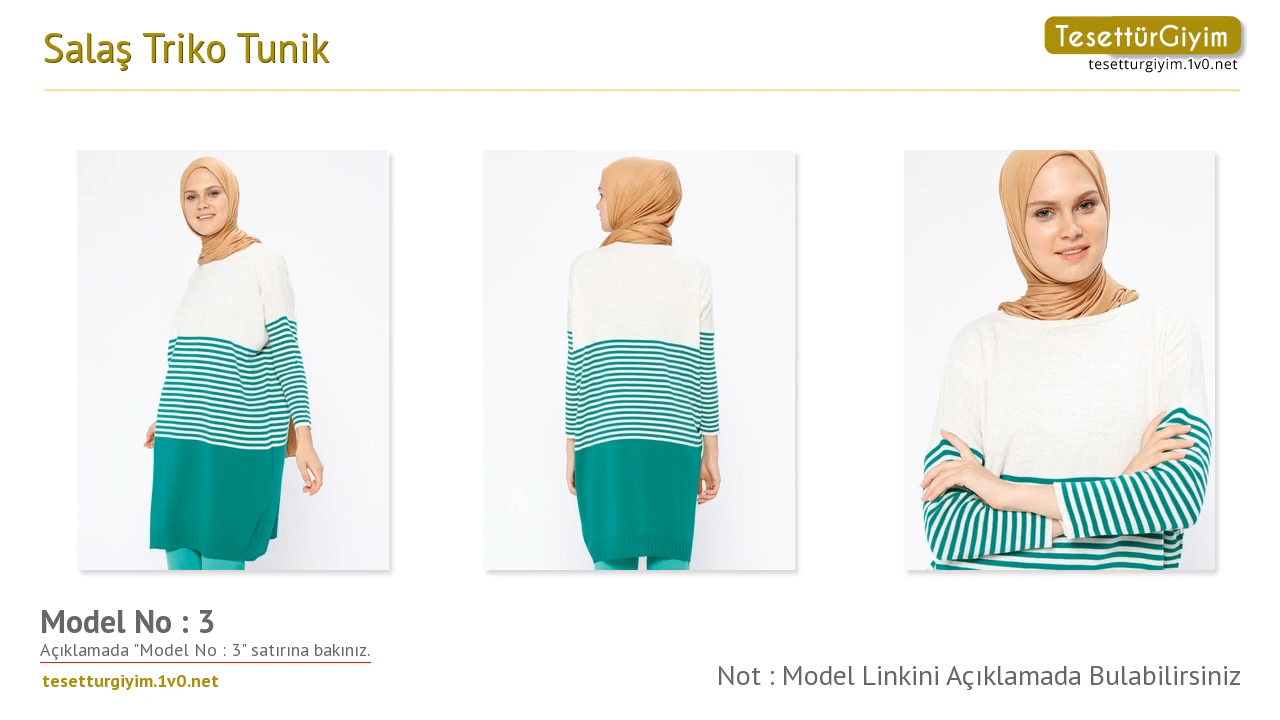 Salaş Triko Tunik
TesettürGiyim
tesetturgiyim.1v0.net
Model No : 3
Açıklamada "Model No : 3" satırına bakınız.
tesetturgiyim.1v0.net
Not : Model Linkini Açıklamada Bulabilirsiniz